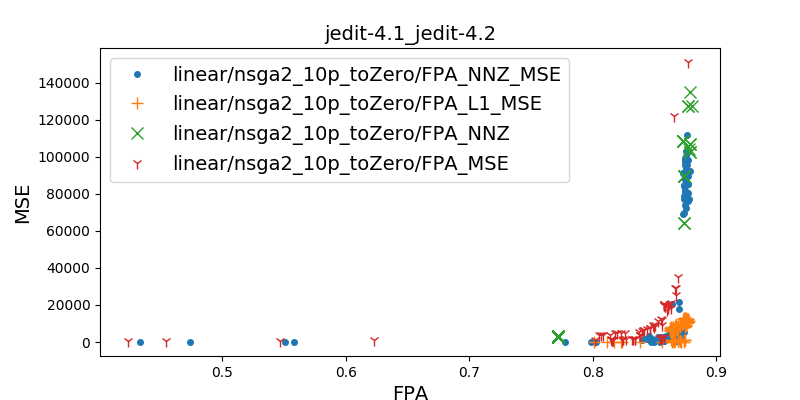 jedit-4.1_jedit-4.2
linear/nsga2_10p_toZero/FPA_NNZ_MSE
linear/nsga2_10p_toZero/FPA_L1_MSE
linear/nsga2_10p_toZero/FPA_NNZ
linear/nsga2_10p_toZero/FPA_MSE
MSE
140000
120000
100000
80000
60000
40000
20000
0
0.5 0.6 0.7 0.8 0.9
FPA